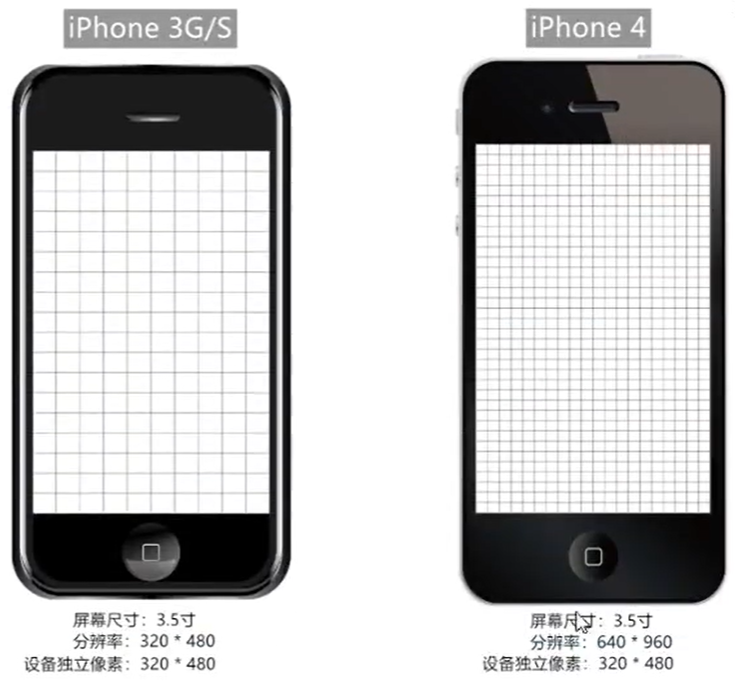 iPhone 3G/S
iPhone 4
屏幕尺寸：3.5寸
分辨率：320 * 480
设备独立像素：320 * 480
屏幕尺寸：3.5寸
分辨率：640 * 960
设备独立像素：320 * 480